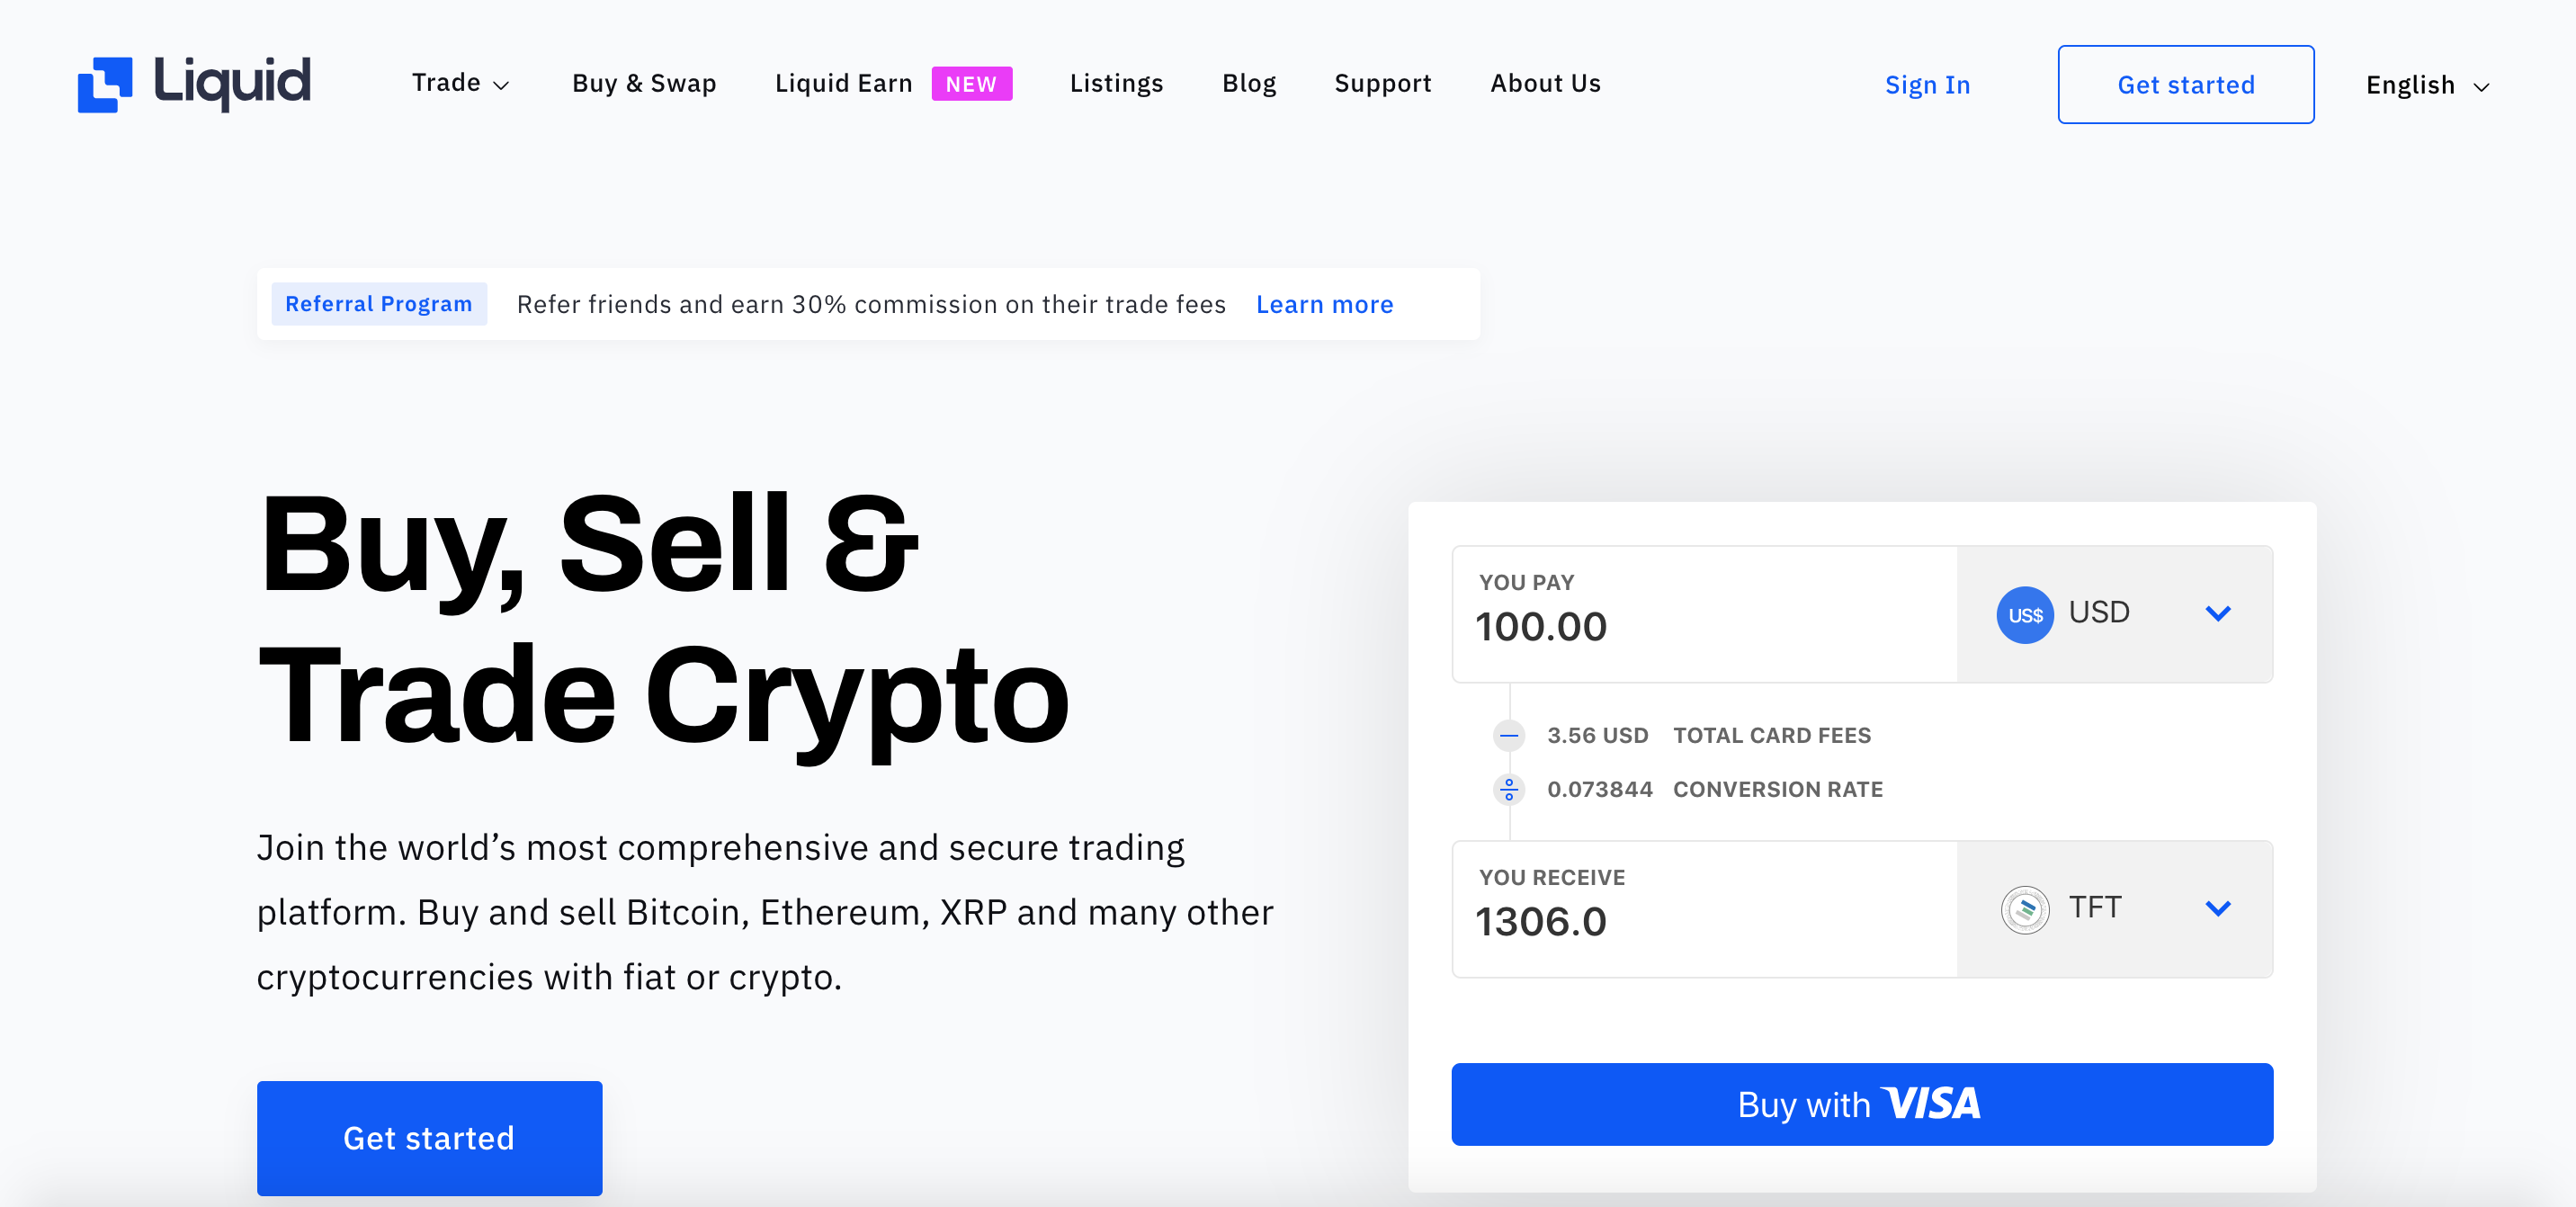 Liquid Trade Buy & Swap Liquid Earn NEW Listings Blog Support About Us Sign In Get started English
Referral Program Refer friends and earn 30% commission on their trade fees Learn more
Buy, Sell &
Trade Crypto
Join the world’s most comprehensive and secure trading
platform. Buy and sell Bitcoin, Ethereum, XRP and many other
cryptocurrencies with fiat or crypto.
Get started
YOU PAY
100.00
US$ USD
3.56 USD TOTAL CARD FEES
0.073844 CONVERSION RATE
YOU RECEIVE
1306.0
TFT
Buy with VISA